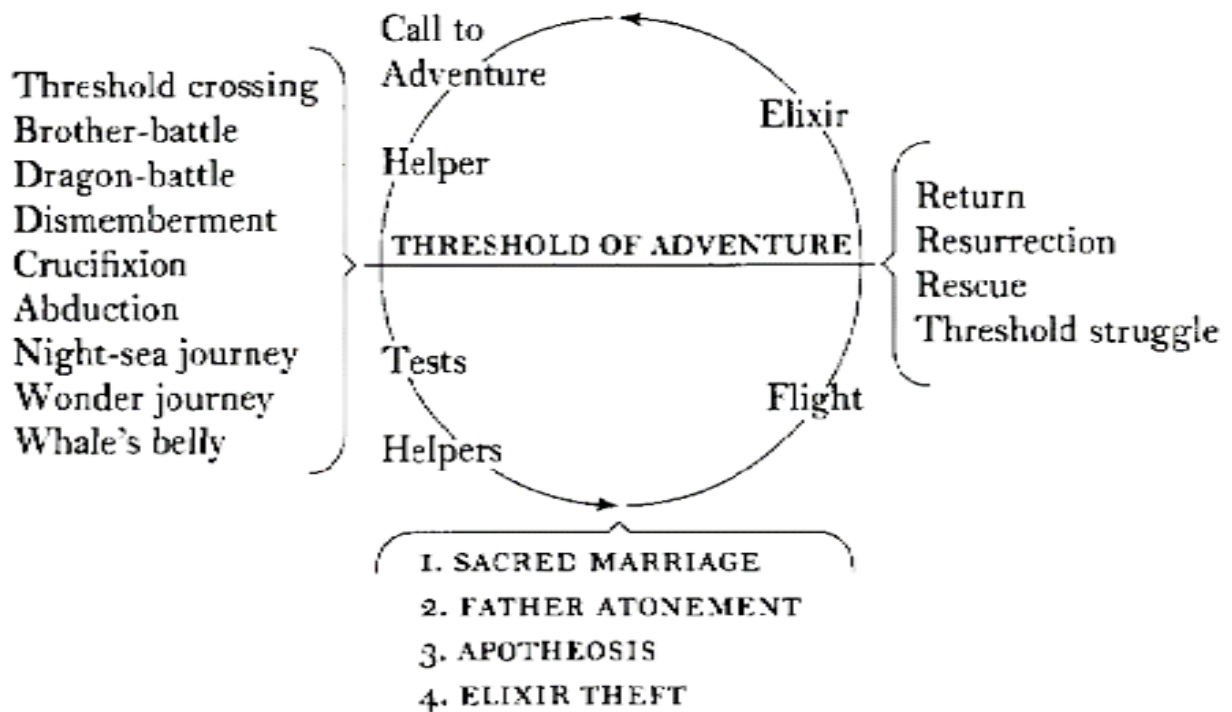 Call to
Adventure
Helper
Threshold crossing
Brother-battle
Dragon-battle
Dismemberment
Crucifixion
Abduction
Night-sea journey
Wonder journey
Whale's belly
THRESHOLD OF ADVENTURE
Tests
Helpers
Elixir
Return
Resurrection
Rescue
Threshold struggle
Flight
1. SACRED MARRIAGE
2. FATHER ATONEMENT
3. APOTHEOSIS
4. ELIXIR THEFT